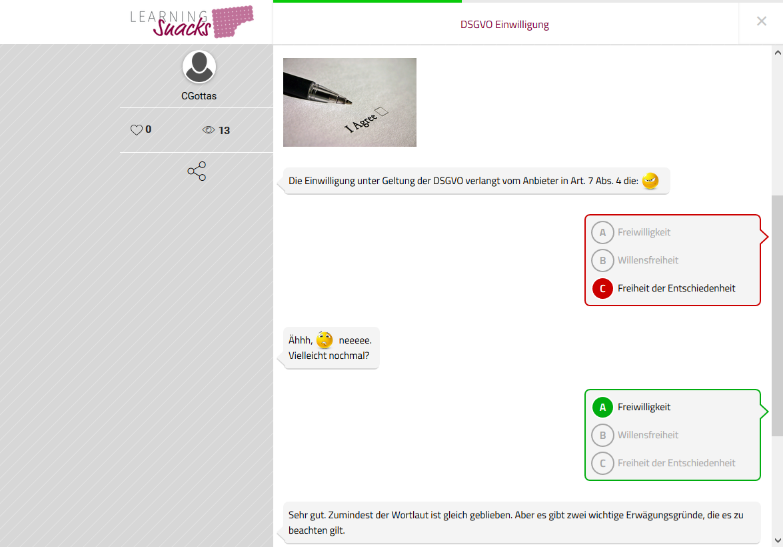 LEARNING
Snacks
DSGVO Einwilligung
CGottas
0
13
I Agree
Die Einwilligung unter Geltung der DSGVO verlangt vom Anbieter in Art. 7 Abs. 4 die:
A Freiwilligkeit
B Willensfreiheit
C Freiheit der Entschiedenheit
Ähhh, neeeee.
Vielleicht nochmal?
A Freiwilligkeit
B Willensfreiheit
C Freiheit der Entschiedenheit
Sehr gut. Zumindest der Wortlaut ist gleich geblieben. Aber es gibt zwei wichtige Erwägungsgründe, die es zu
beachten gilt.